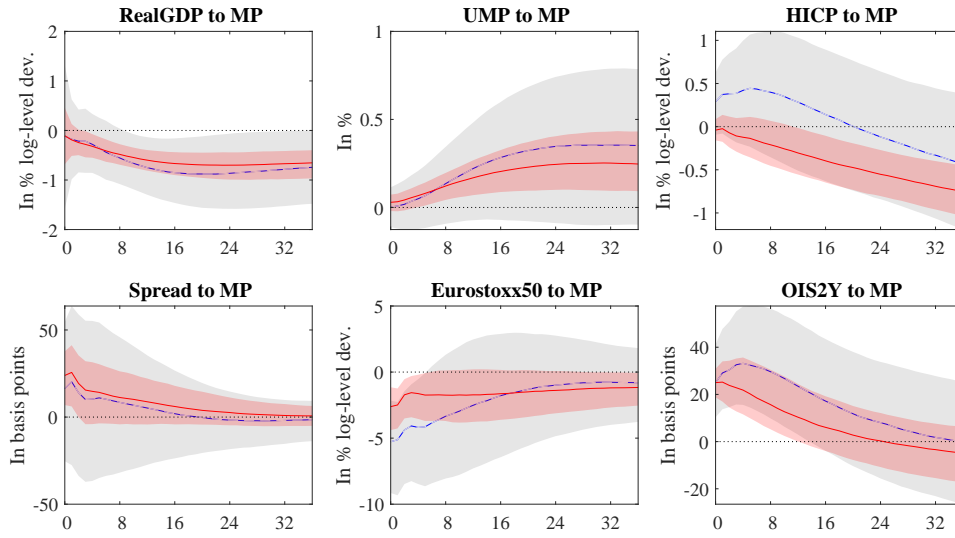 RealGDP to MP
In % log-level dev.
2
1
0
-1
-2
0 8 16 24 32
UMP to MP
In %
1
0.5
0
0 8 16 24 32
HICP to MP
In % log-level dev.
1
0.5
0
-0.5
-1
0 8 16 24 32
Spread to MP
In basis points
50
0
-50
0 8 16 24 32
Eurostoxx50 to MP
In % log-level dev.
5
0
-5
-10
0 8 16 24 32
OIS2Y to MP
In basis points
40
20
0
-20
0 8 16 24 32